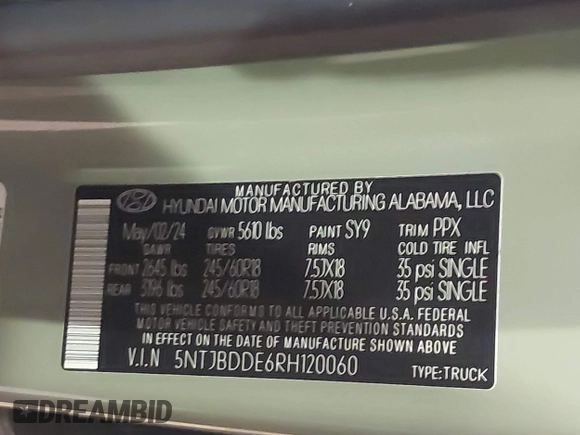 MANUFACTURED BY
HYUNDAI MOTOR MANUFACTURING ALABAMA, LLC
May/02/24 GVWR 5610 lbs PAINT SY9 TRIM PPX
GAWR TIRES RIMS COLD TIRE INFL
FRONT 2645 lbs 245/60R18 7.5JX18 35 psi SINGLE
REAR 3196 lbs 245/60R18 7.5JX18 35 psi SINGLE
THIS VEHICLE CONFORMS TO ALL APPLICABLE U.S.A. FEDERAL
MOTOR VEHICLE SAFETY AND THEFT PREVENTION STANDARDS
IN EFFECT ON THE DATE OF MANUFACTURE SHOWN ABOVE.
V.I.N 5NTJBDDE6RH120060
TYPE:TRUCK
DREAMBID